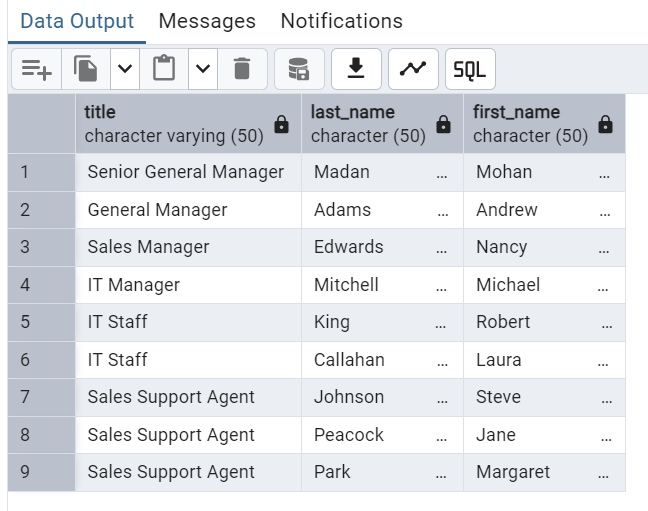 Data Output Messages Notifications
SQL
title last_name first_name
character varying (50) character (50) character (50)
1 Senior General Manager Madan ... Mohan ...
2 General Manager Adams ... Andrew ...
3 Sales Manager Edwards ... Nancy ...
4 IT Manager Mitchell ... Michael ...
5 IT Staff King ... Robert ...
6 IT Staff Callahan ... Laura ...
7 Sales Support Agent Johnson ... Steve ...
8 Sales Support Agent Peacock ... Jane ...
9 Sales Support Agent Park ... Margaret ...